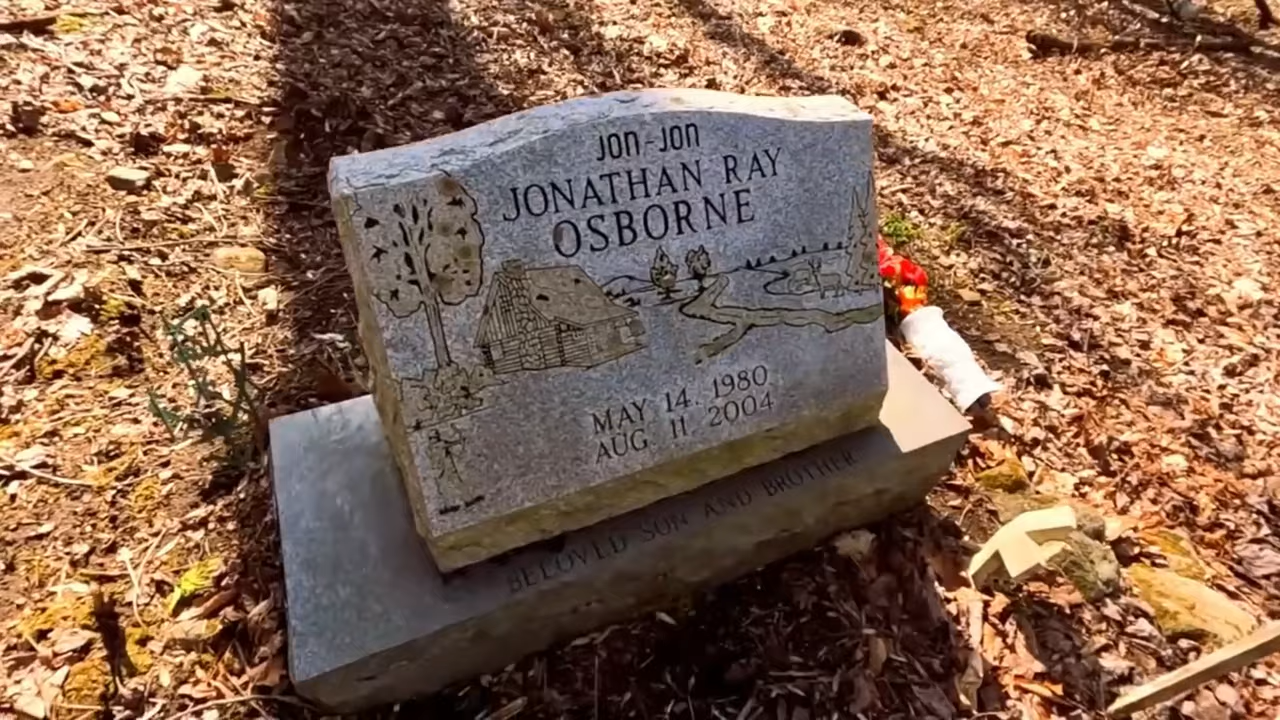 Jon-Jon
JONATHAN RAY
OSBORNE
MAY 14. 1980
AUG. 11. 2004
BELOVED SON AND BROTHER